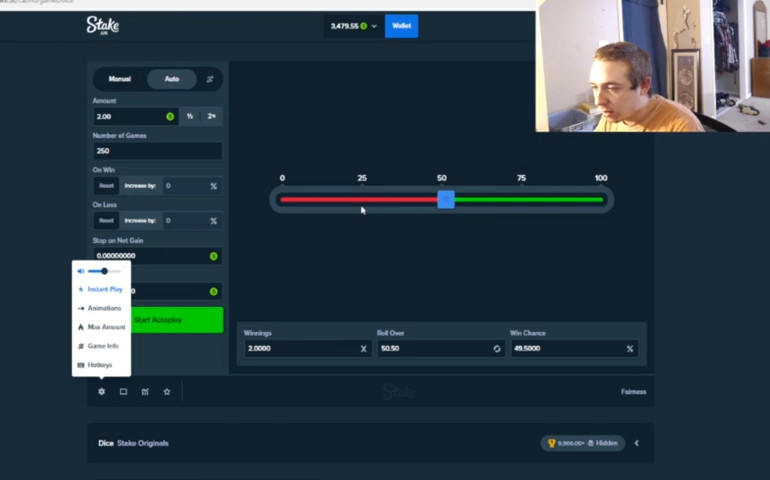 Stake
.US
3,479.55
Wallet
Manual
Auto
Amount
2.00
½
2×
Number of Games
250
On Win
Reset
Increase by:
0
%
On Loss
Reset
Increase by:
0
%
Stop on Net Gain
0.00000000
Instant Play
Animations
Max Amount
Game Info
Hotkeys
0
Start Autoplay
0
25
50
75
100
Winnings
2.0000
X
Roll Over
50.50
Win Chance
49.5000
%
Stake
Fairness
Dice Stake Originals
Hidden